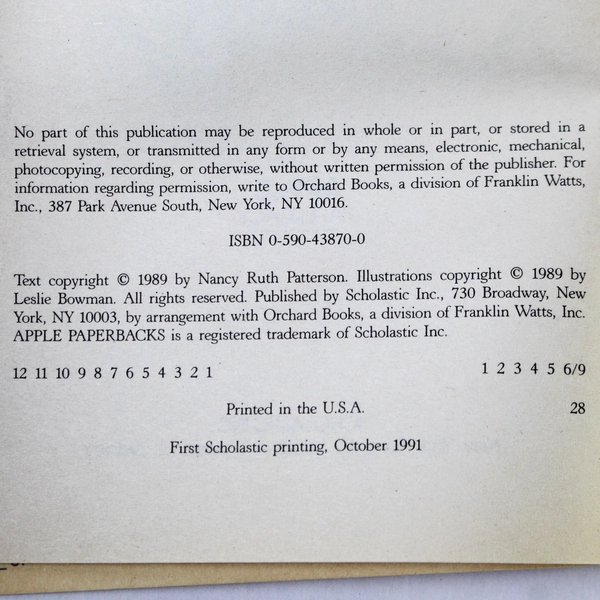 No part of this publication may be reproduced in whole or in part, or stored in a
retrieval system, or transmitted in any form or by any means, electronic, mechanical,
photocopying, recording, or otherwise, without written permission of the publisher. For
information regarding permission, write to Orchard Books, a division of Franklin Watts,
Inc., 387 Park Avenue South, New York, NY 10016.
ISBN 0-590-43870-0
Text copyright © 1989 by Nancy Ruth Patterson. Illustrations copyright © 1989 by
Leslie Bowman. All rights reserved. Published by Scholastic Inc., 730 Broadway, New
York, NY 10003, by arrangement with Orchard Books, a division of Franklin Watts, Inc.
APPLE PAPERBACKS is a registered trademark of Scholastic Inc.
12 11 10 9 8 7 6 5 4 3 2 1 1 2 3 4 5 6/9
Printed in the U.S.A. 28
First Scholastic printing, October 1991